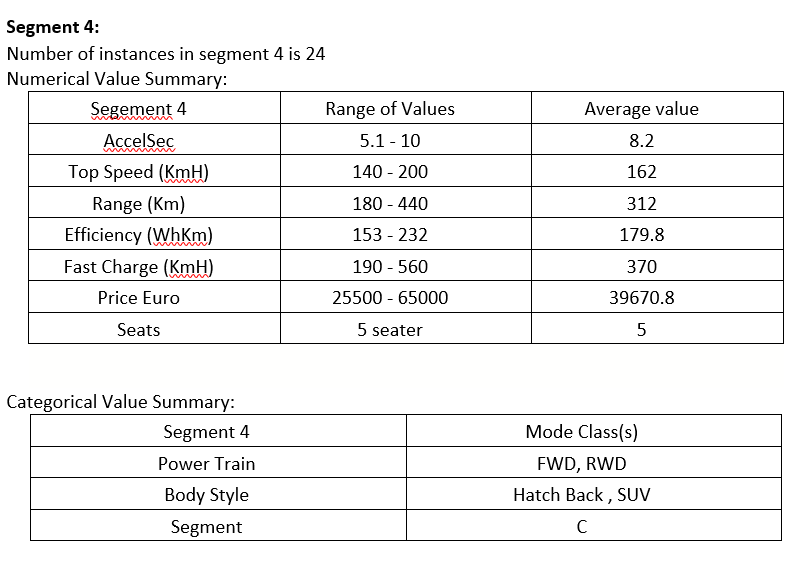 Segment 4:
Number of instances in segment 4 is 24
Numerical Value Summary:
Segement 4 Range of Values Average value
AccelSec 5.1 - 10 8.2
Top Speed (KmH) 140 - 200 162
Range (Km) 180 - 440 312
Efficiency (WhKm) 153 - 232 179.8
Fast Charge (KmH) 190 - 560 370
Price Euro 25500 - 65000 39670.8
Seats 5 seater 5
Categorical Value Summary:
Segment 4 Mode Class(s)
Power Train FWD, RWD
Body Style Hatch Back , SUV
Segment C